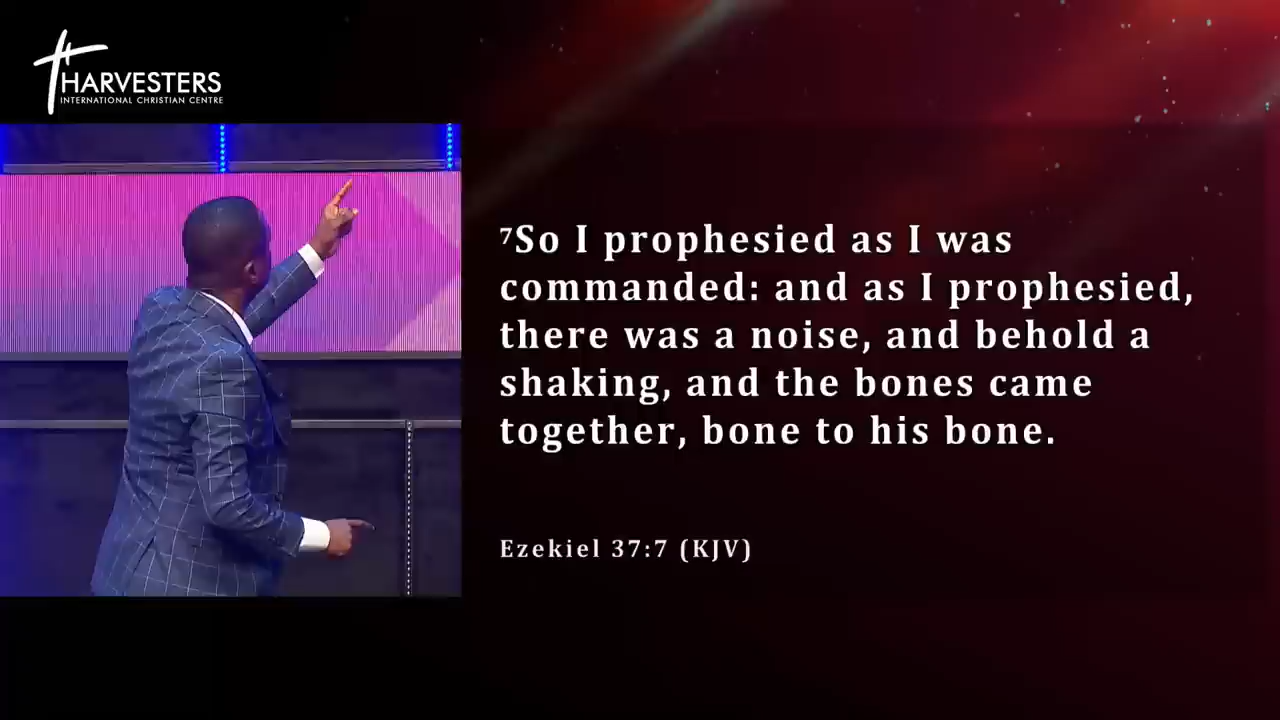 HARVESTERS
INTERNATIONAL CHRISTIAN CENTRE
⁷So I prophesied as I was
commanded: and as I prophesied,
there was a noise, and behold a
shaking, and the bones came
together, bone to his bone.
Ezekiel 37:7 (KJV)